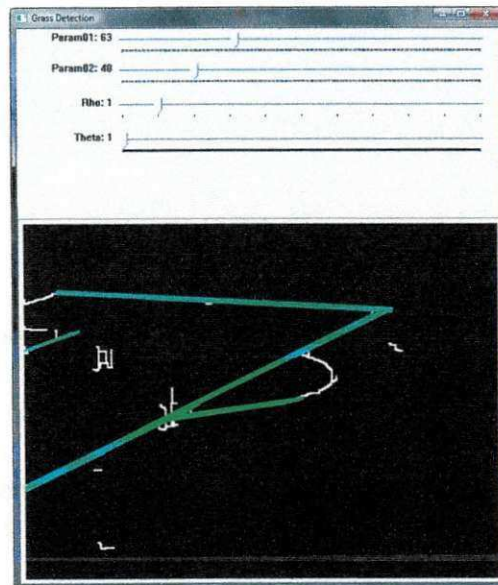 Grass Detection
Param01: 63
Param02: 40
Rho: 1
Theta: 1